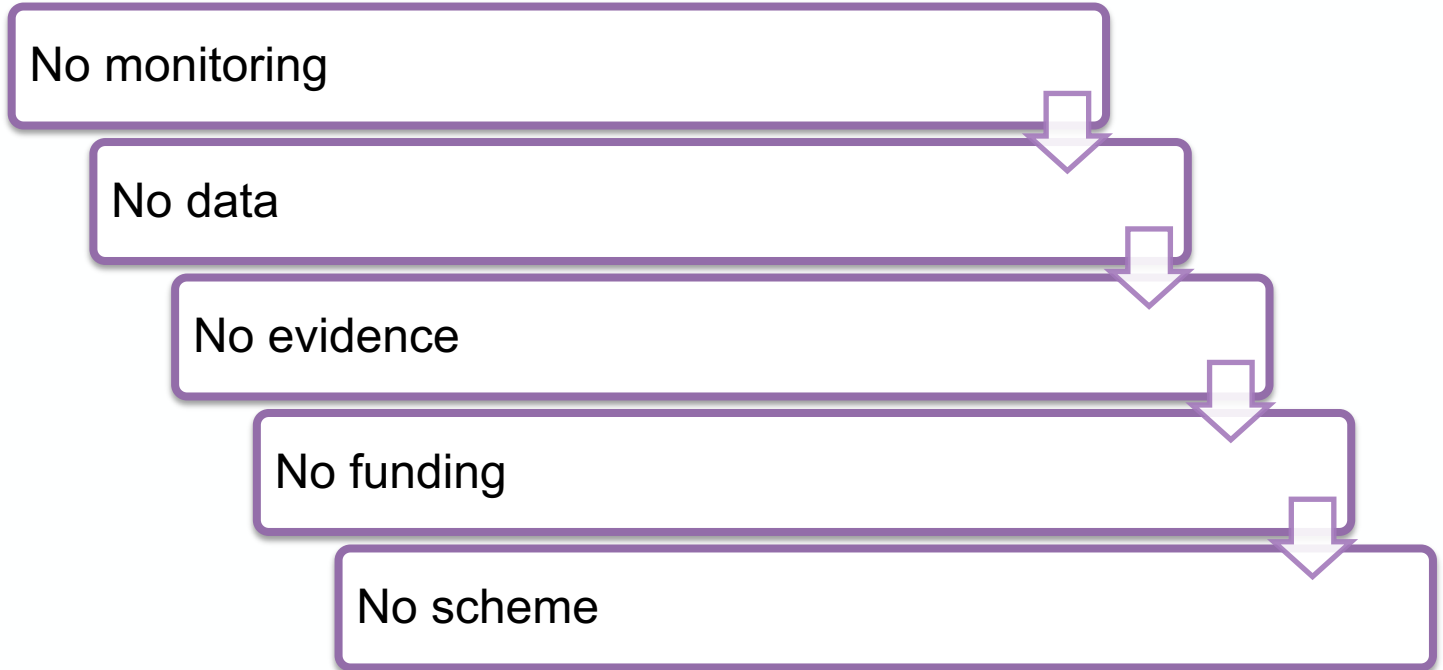 No monitoring
No data
No evidence
No funding
No scheme